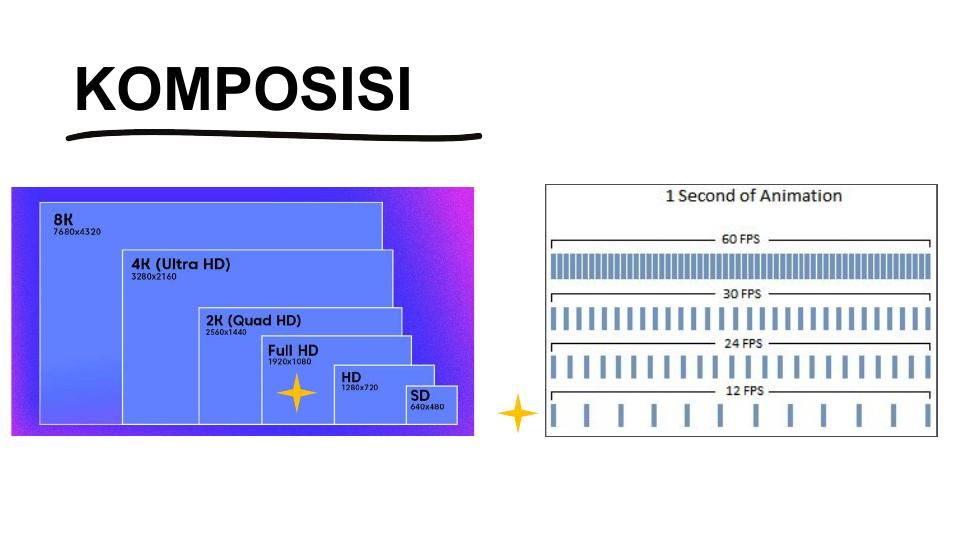 KOMPOSISI
8K
7680x4320
4K (Ultra HD)
3280x2160
2K (Quad HD)
2560x1440
Full HD
1920x1080
HD
1280x720
SD
640x480
1 Second of Animation
60 FPS
30 FPS
24 FPS
12 FPS